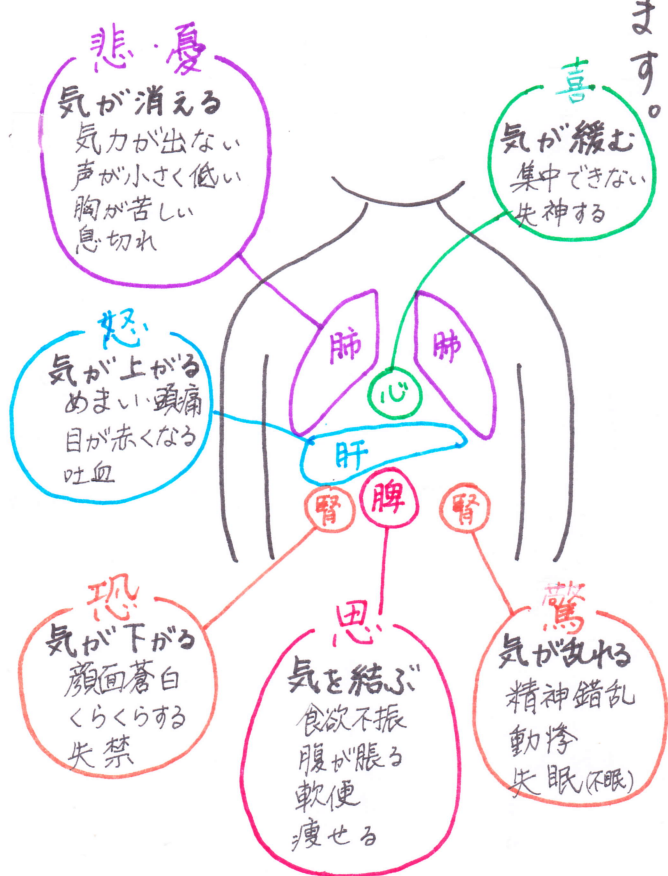 ます。
悲・憂
気が消える
気力が出ない
声が小さく低い
胸が苦しい
息切れ
喜
気が緩む
集中できない
失神する
肺
肺
心
怒
気が上がる
めまい・頭痛
目が赤くなる
吐血
肝
腎
脾
腎
恐
気が下がる
顔面蒼白
くらくらする
失禁
思
気を結ぶ
食欲不振
腹が脹る
軟便
痩せる
驚
気が乱れる
精神錯乱
動悸
失眠(不眠)